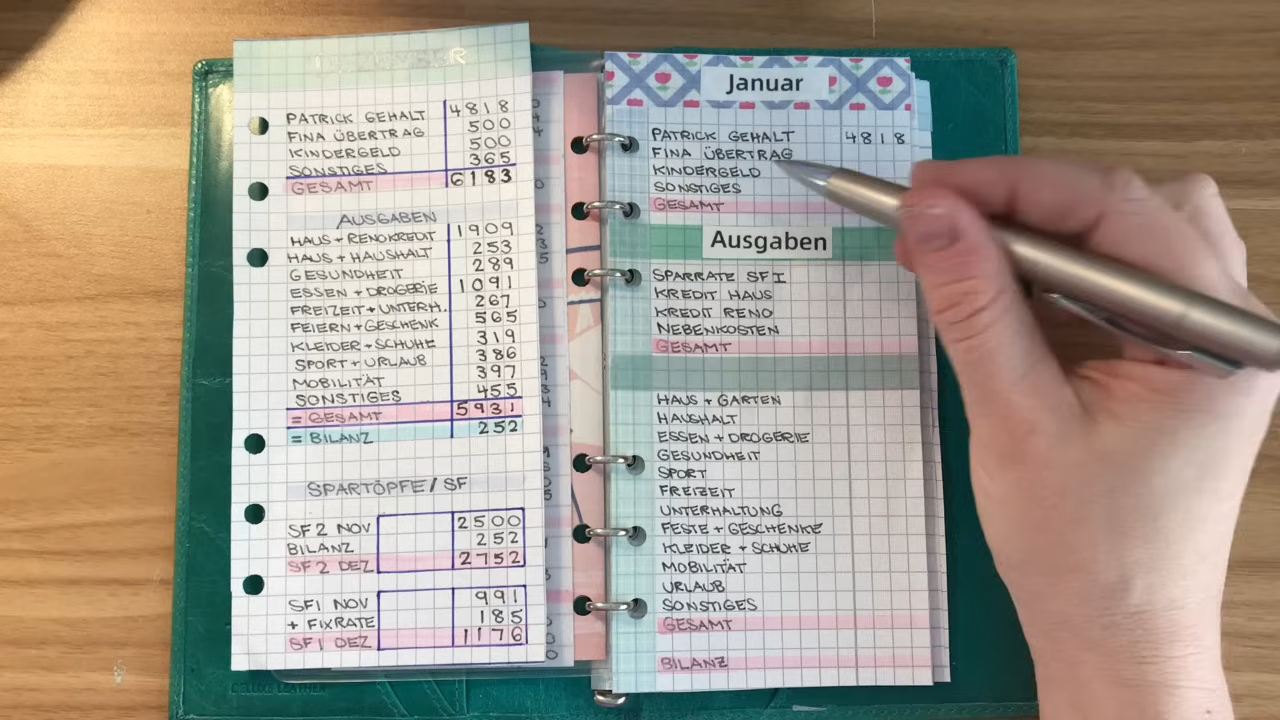 PATRICK GEHALT 4818
FINA ÜBERTRAG 500
KINDERGELD 500
SONSTIGES 365
GESAMT 6183
AUSGABEN
HAUS + RENOKREDIT 1909
HAUS + HAUSHALT 253
GESUNDHEIT 289
ESSEN + DROGERIE 1091
FREIZEIT + UNTERH. 267
FEIERN + GESCHENK 565
KLEIDER + SCHUHE 319
SPORT + URLAUB 386
MOBILITÄT 397
SONSTIGES 455
= GESAMT 5931
= BILANZ 252
SPARTÖPFE / SF
SF2 NOV 2500
BILANZ 252
SF2 DEZ 2752
SF1 NOV 991
+ FIXRATE 185
SF1 DEZ 1176
DELUXE LEATHER
Januar
PATRICK GEHALT 4818
FINA ÜBERTRAG
KINDERGELD
SONSTIGES
GESAMT
Ausgaben
SPARRATE SF1
KREDIT HAUS
KREDIT RENO
NEBENKOSTEN
GESAMT
HAUS + GARTEN
HAUSHALT
ESSEN + DROGERIE
GESUNDHEIT
SPORT
FREIZEIT
UNTERHALTUNG
FESTE + GESCHENKE
KLEIDER + SCHUHE
MOBILITÄT
URLAUB
SONSTIGES
GESAMT
BILANZ